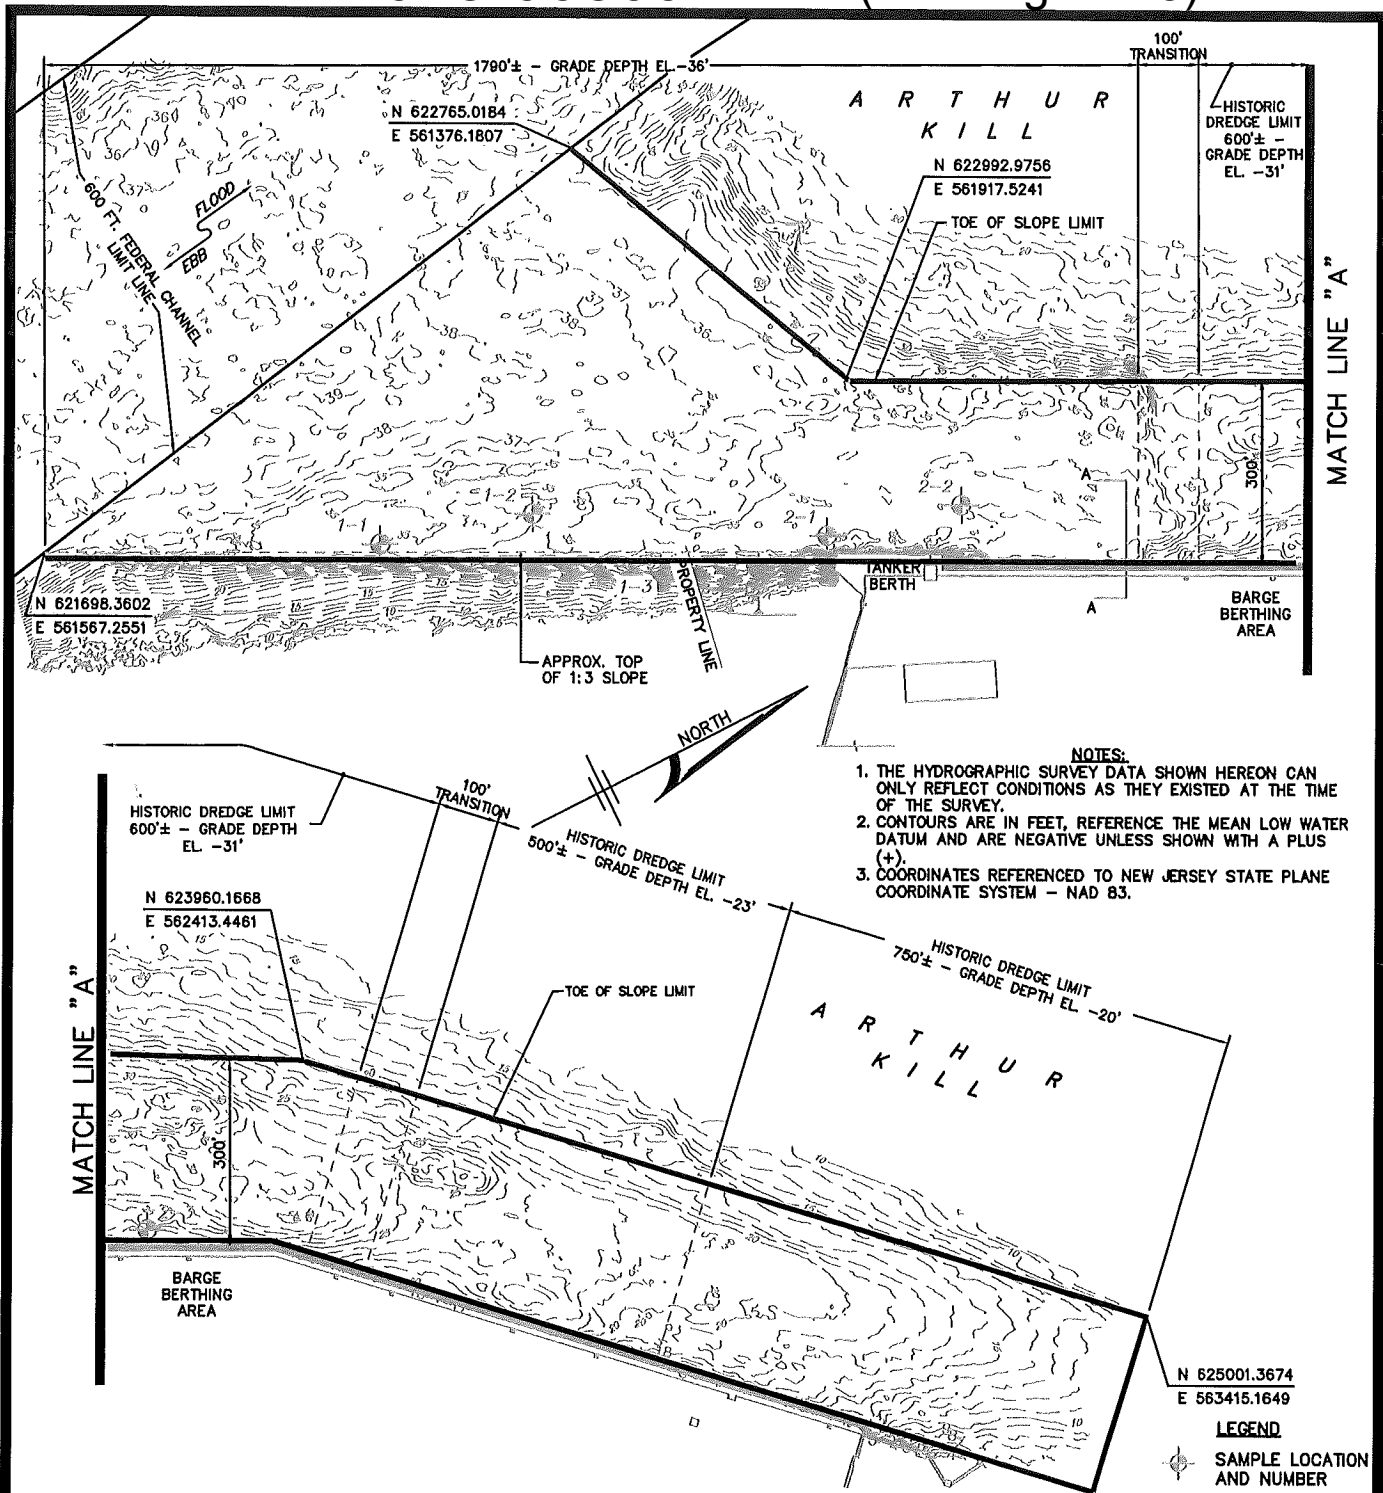 1790'± - GRADE DEPTH EL.-36'
100'
TRANSITION
ARTHUR
KILL
HISTORIC
DREDGE LIMIT
600'± -
GRADE DEPTH
EL. -31'
N 622765.0184
E 561376.1807
N 622992.9756
E 561917.5241
TOE OF SLOPE LIMIT
600 FT. FEDERAL CHANNEL
LIMIT LINE
FLOOD
EBB
MATCH LINE "A"
300'
1-1
1-2
2-1
2-2
1-3
A
A
TANKER
BERTH
BARGE
BERTHING
AREA
PROPERTY LINE
N 621698.3602
E 561567.2551
APPROX. TOP
OF 1:3 SLOPE
NORTH
NOTES:
1. THE HYDROGRAPHIC SURVEY DATA SHOWN HEREON CAN
ONLY REFLECT CONDITIONS AS THEY EXISTED AT THE TIME
OF THE SURVEY.
2. CONTOURS ARE IN FEET, REFERENCE THE MEAN LOW WATER
DATUM AND ARE NEGATIVE UNLESS SHOWN WITH A PLUS
(+).
3. COORDINATES REFERENCED TO NEW JERSEY STATE PLANE
COORDINATE SYSTEM - NAD 83.
HISTORIC DREDGE LIMIT
600'± - GRADE DEPTH
EL. -31'
100'
TRANSITION
HISTORIC DREDGE LIMIT
500'± - GRADE DEPTH EL. -23'
HISTORIC DREDGE LIMIT
750'± - GRADE DEPTH EL. -20'
N 623960.1668
E 562413.4461
TOE OF SLOPE LIMIT
ARTHUR
KILL
MATCH LINE "A"
300'
BARGE
BERTHING
AREA
N 625001.3674
E 563415.1649
LEGEND
SAMPLE LOCATION
AND NUMBER